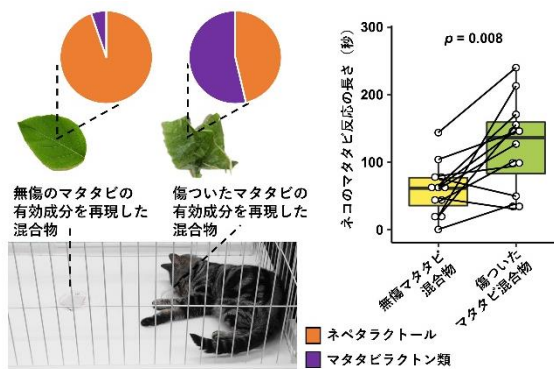 無傷のマタタビの
有効成分を再現した
混合物
傷ついたマタタビの
有効成分を再現した
混合物
ネコのマタタビ反応の長さ（秒）
300
200
100
0
p = 0.008
無傷マタタビ
混合物
傷ついた
マタタビ混合物
ネペタラクトール
マタタビラクトン類